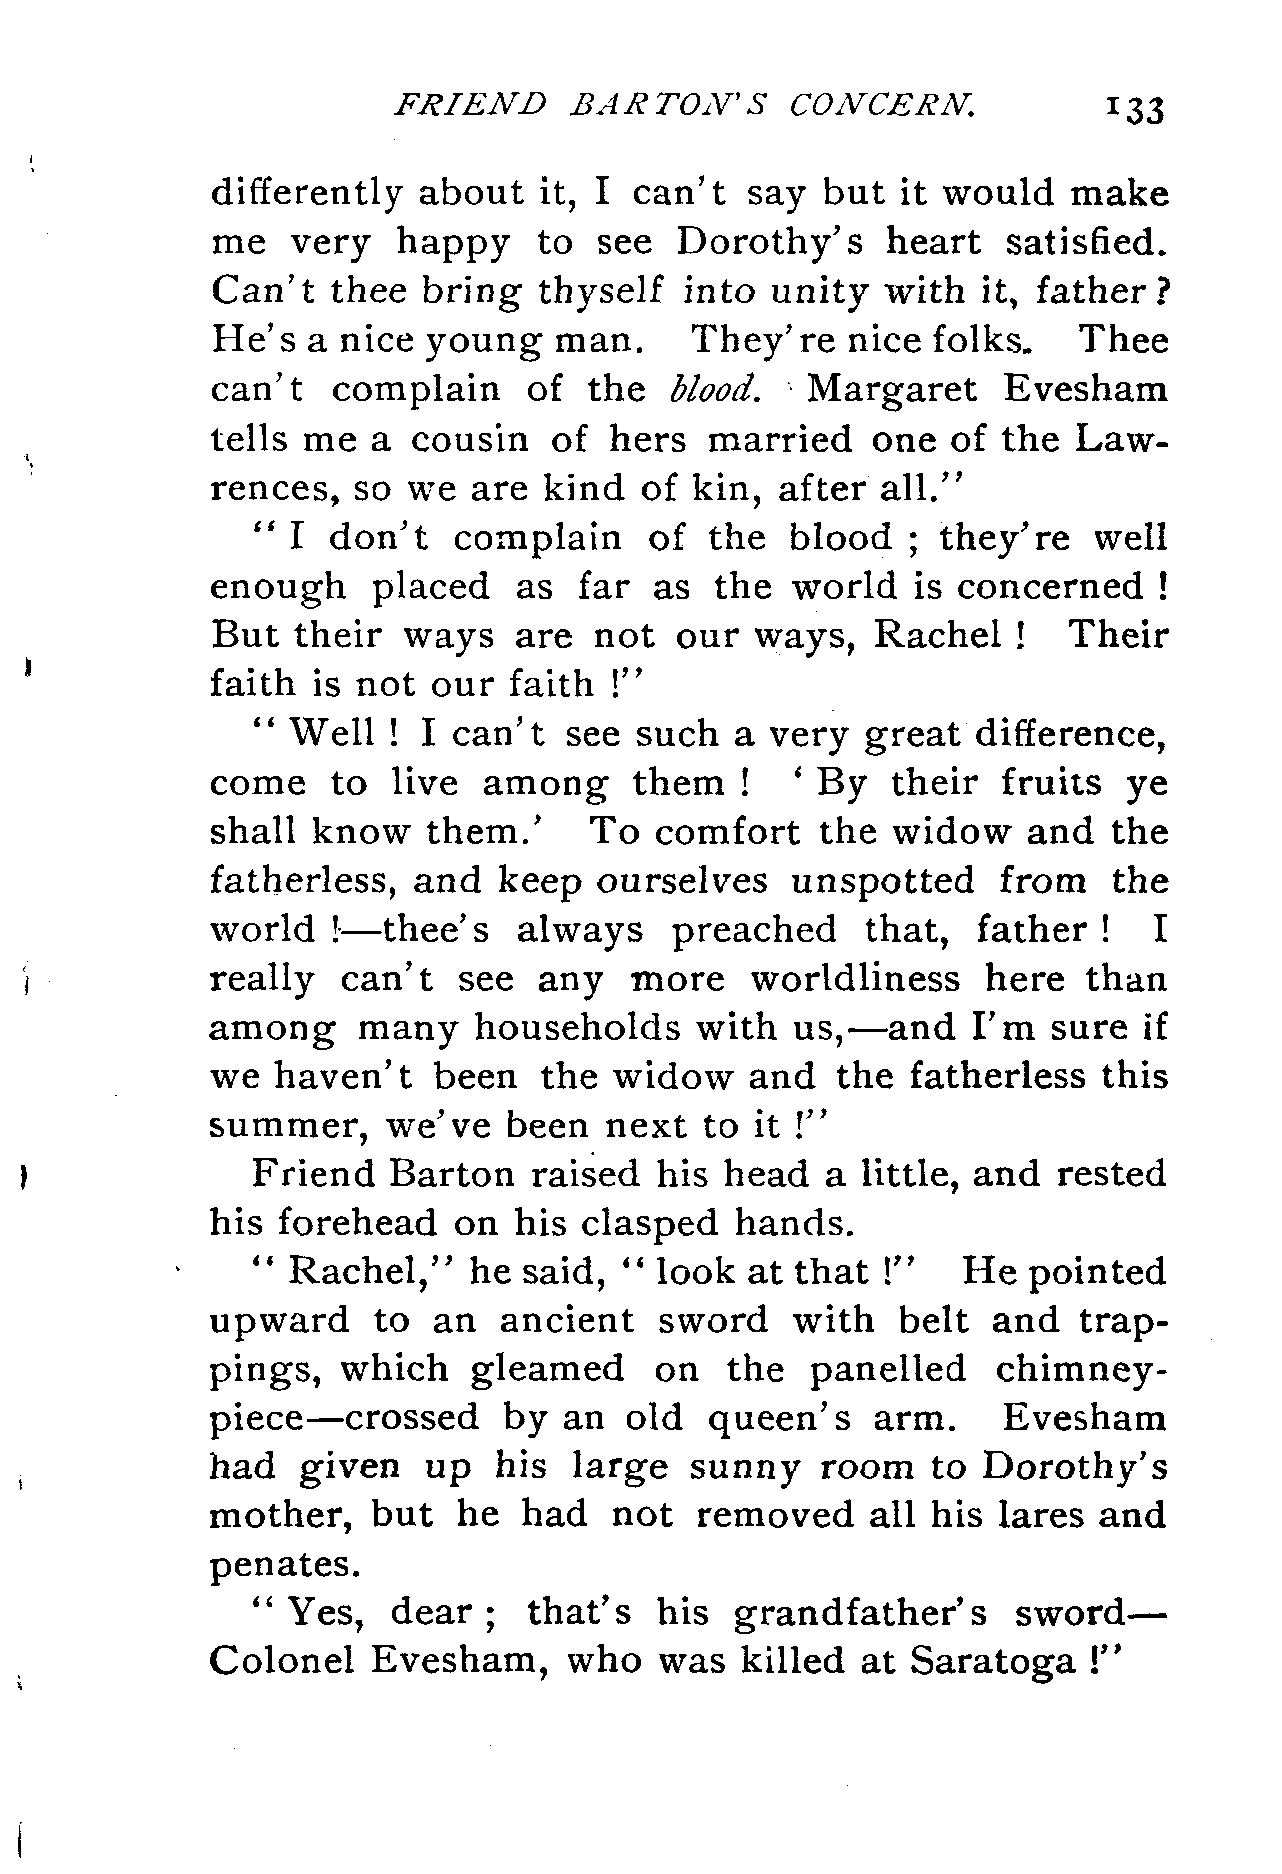 FRIEND BARTON'S CONCERN. 133
differently about it, I can't say but it would make
me very happy to see Dorothy's heart satisfied.
Can't thee bring thyself into unity with it, father?
He's a nice young man. They're nice folks. Thee
can't complain of the blood. Margaret Evesham
tells me a cousin of hers married one of the Law-
rences, so we are kind of kin, after all."
"I don't complain of the blood; they're well
enough placed as far as the world is concerned!
But their ways are not our ways, Rachel! Their
faith is not our faith!"
"Well! I can't see such a very great difference,
come to live among them! 'By their fruits ye
shall know them.' To comfort the widow and the
fatherless, and keep ourselves unspotted from the
world!—thee's always preached that, father! I
really can't see any more worldliness here than
among many households with us,—and I'm sure if
we haven't been the widow and the fatherless this
summer, we've been next to it!"
Friend Barton raised his head a little, and rested
his forehead on his clasped hands.
"Rachel," he said, "look at that!" He pointed
upward to an ancient sword with belt and trap-
pings, which gleamed on the panelled chimney-
piece—crossed by an old queen's arm. Evesham
had given up his large sunny room to Dorothy's
mother, but he had not removed all his lares and
penates.
"Yes, dear; that's his grandfather's sword—
Colonel Evesham, who was killed at Saratoga!"